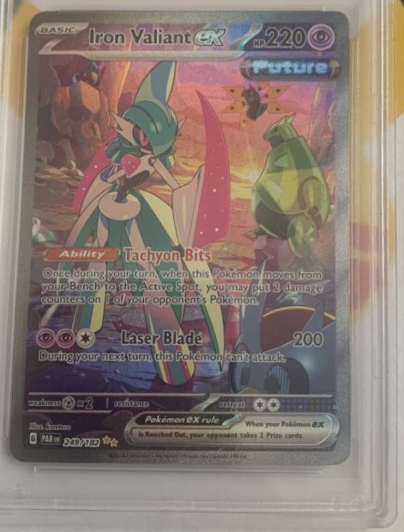 BASIC
Iron Valiant ex HP 220
Future
Ability Tachyon Bits
Once during your turn, when this Pokémon moves from
your Bench to the Active Spot, you may put 2 damage
counters on 1 of your opponent's Pokémon.
Laser Blade 200
During your next turn, this Pokémon can't attack.
weakness ×2 resistance retreat
Illus. kantaro
Pokémon ex rule When your Pokémon ex
is Knocked Out, your opponent takes 2 Prize cards.
G PAR EN 249/182